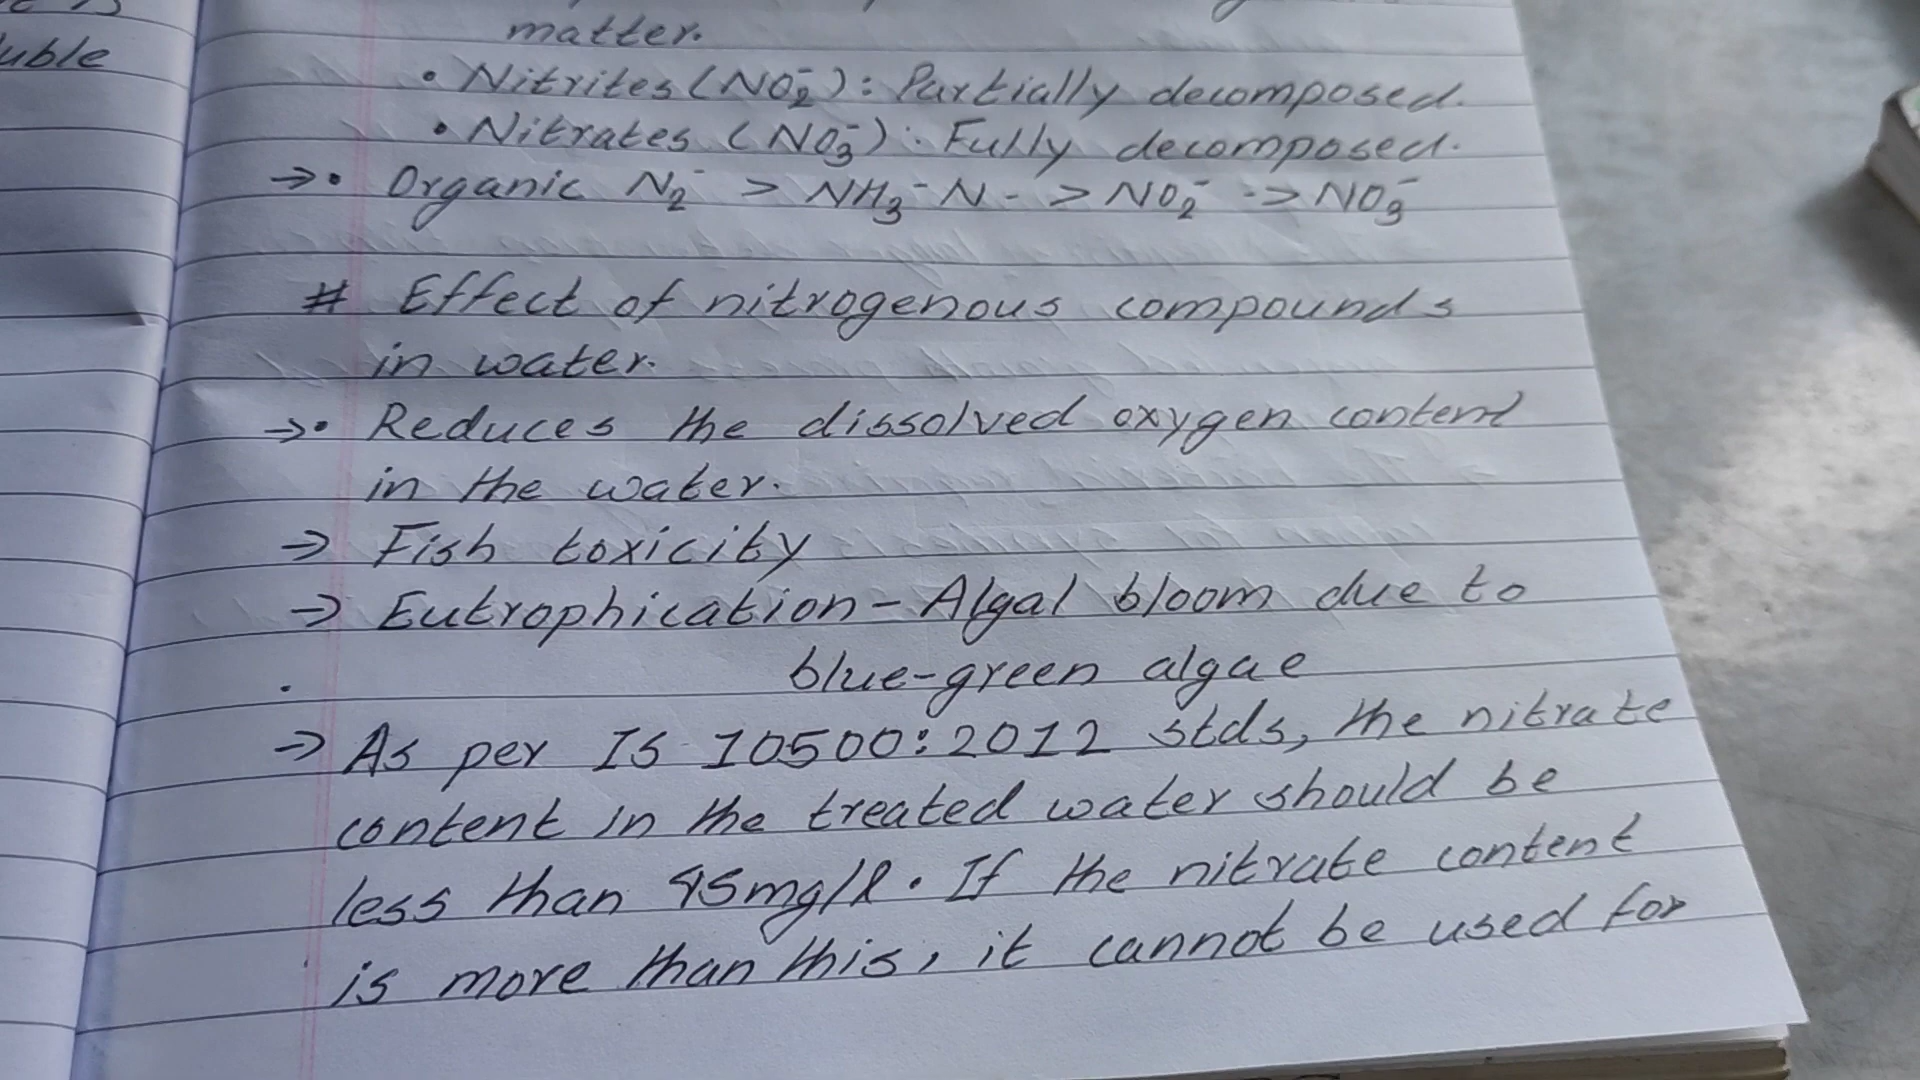 uble
matter.
• Nitrites (NO₂⁻): Partially decomposed.
• Nitrates (NO₃⁻): Fully decomposed.
→• Organic N₂⁻ > NH₃⁻N - > NO₂⁻ -> NO₃⁻
# Effect of nitrogenous compounds
in water.
→• Reduces the dissolved oxygen content
in the water.
→ Fish toxicity
→ Eutrophication - Algal bloom due to
blue-green algae
→ As per IS 10500:2012 stds, the nitrate
content in the treated water should be
less than 45mg/l. If the nitrate content
is more than this, it cannot be used for